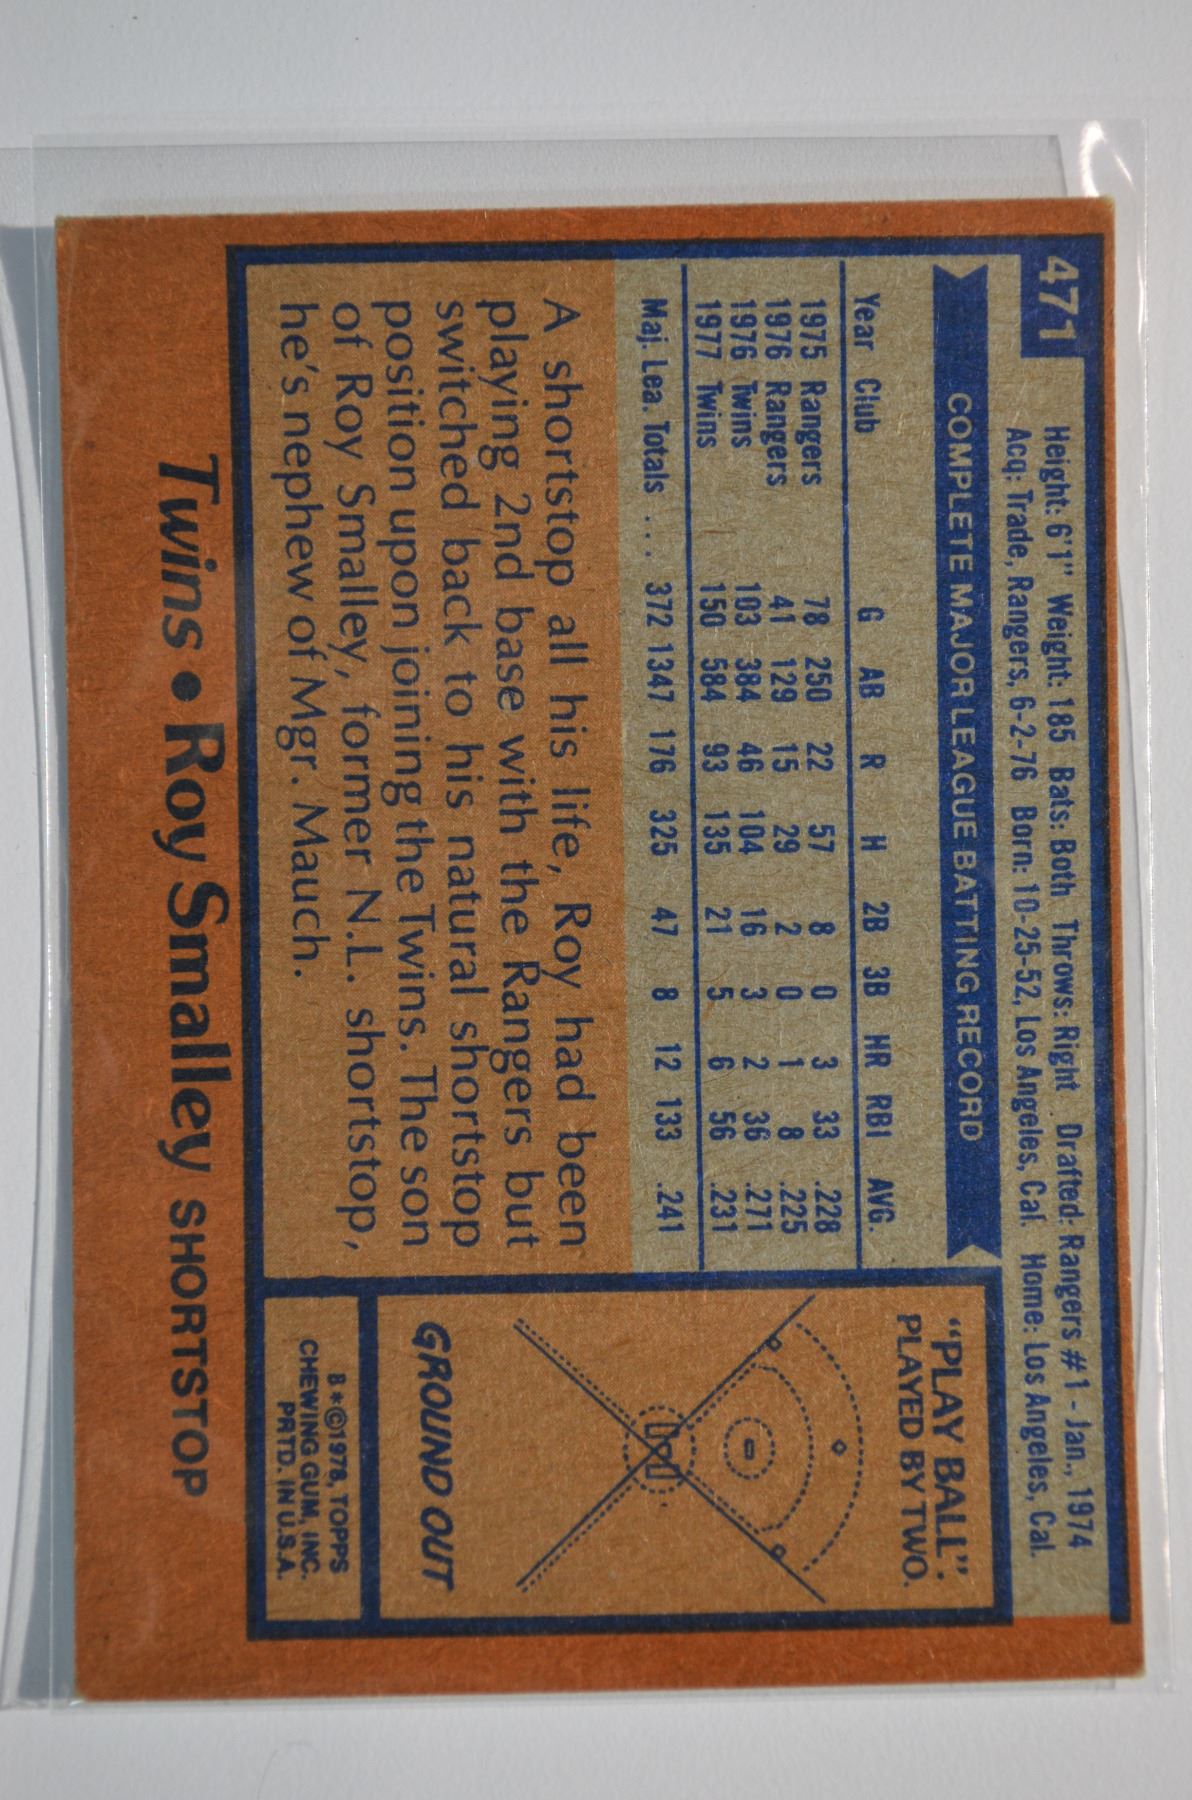 471
Height: 6'1" Weight: 185 Bats: Both Throws: Right Drafted: Rangers #1 - Jan., 1974
Acq: Trade, Rangers, 6-2-76 Born: 10-25-52, Los Angeles, Cal. Home: Los Angeles, Cal.
COMPLETE MAJOR LEAGUE BATTING RECORD
Year Club G AB R H 2B 3B HR RBI AVG.
1975 Rangers 78 250 22 57 8 0 3 33 .228
1976 Rangers 41 129 15 29 2 0 1 8 .225
1976 Twins 103 384 46 104 16 3 2 36 .271
1977 Twins 150 584 93 135 21 5 6 56 .231
Maj. Lea. Totals ... 372 1347 176 325 47 8 12 133 .241
A shortstop all his life, Roy had been
playing 2nd base with the Rangers but
switched back to his natural shortstop
position upon joining the Twins. The son
of Roy Smalley, former N.L. shortstop,
he's nephew of Mgr. Mauch.
"PLAY BALL":
PLAYED BY TWO.
GROUND OUT
8*©1978, TOPPS
CHEWING GUM, INC.
PRTD. IN U.S.A.
Twins • Roy Smalley SHORTSTOP